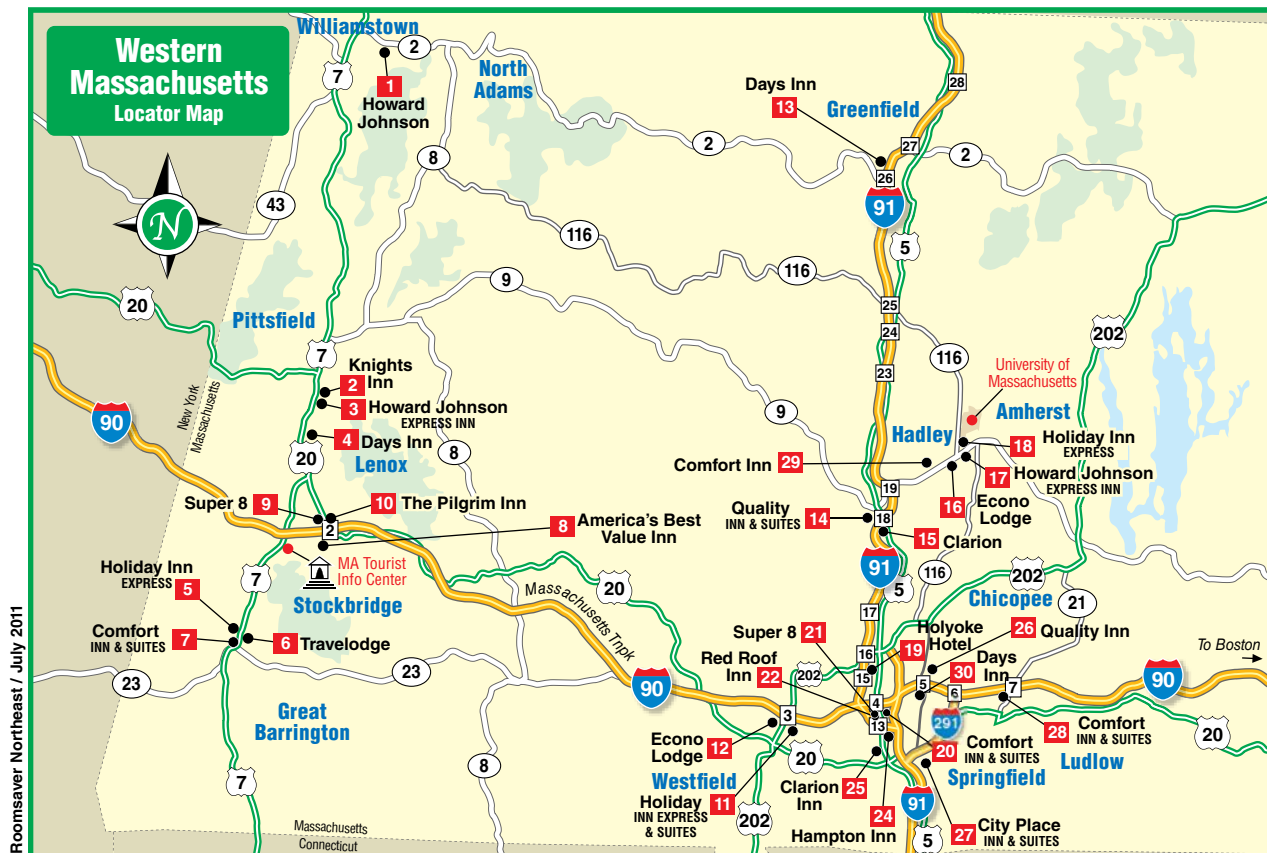 Western
Massachusetts
Locator Map
Williamstown
2
7
1
Howard
Johnson
North
Adams
Days Inn
13
Greenfield
28
27
2
2
26
91
5
8
43
N
116
116
9
20
Pittsfield
7
25
24
23
116
202
University of
Massachusetts
Amherst
Knights
Inn
2
3
Howard Johnson
EXPRESS INN
4
Days Inn
Lenox
20
New York
Massachusetts
90
9
8
Hadley
18
Holiday Inn
EXPRESS
Comfort Inn
29
17
Howard Johnson
EXPRESS INN
16
Econo
Lodge
19
Super 8
9
10
The Pilgrim Inn
2
8
America's Best
Value Inn
Quality
INN & SUITES
14
18
15
Clarion
MA Tourist
Info Center
Stockbridge
Holiday Inn
EXPRESS
5
7
Comfort
INN & SUITES
7
6
Travelodge
20
Massachusetts Tnpk
91
5
116
202
Chicopee
21
17
Super 8
21
16
19
Holyoke
Hotel
26
Quality Inn
Red Roof
Inn
22
15
202
30
Days
Inn
To Boston
23
23
90
5
6
7
90
4
13
3
291
Great
Barrington
Econo
Lodge
12
20
Comfort
INN & SUITES
28
Comfort
INN & SUITES
20
Ludlow
Springfield
Westfield
20
Holiday
INN EXPRESS
& SUITES
11
Clarion
Inn
25
7
8
202
24
Hampton Inn
91
5
27
City Place
INN & SUITES
Massachusetts
Connecticut
Roomsaver Northeast / July 2011